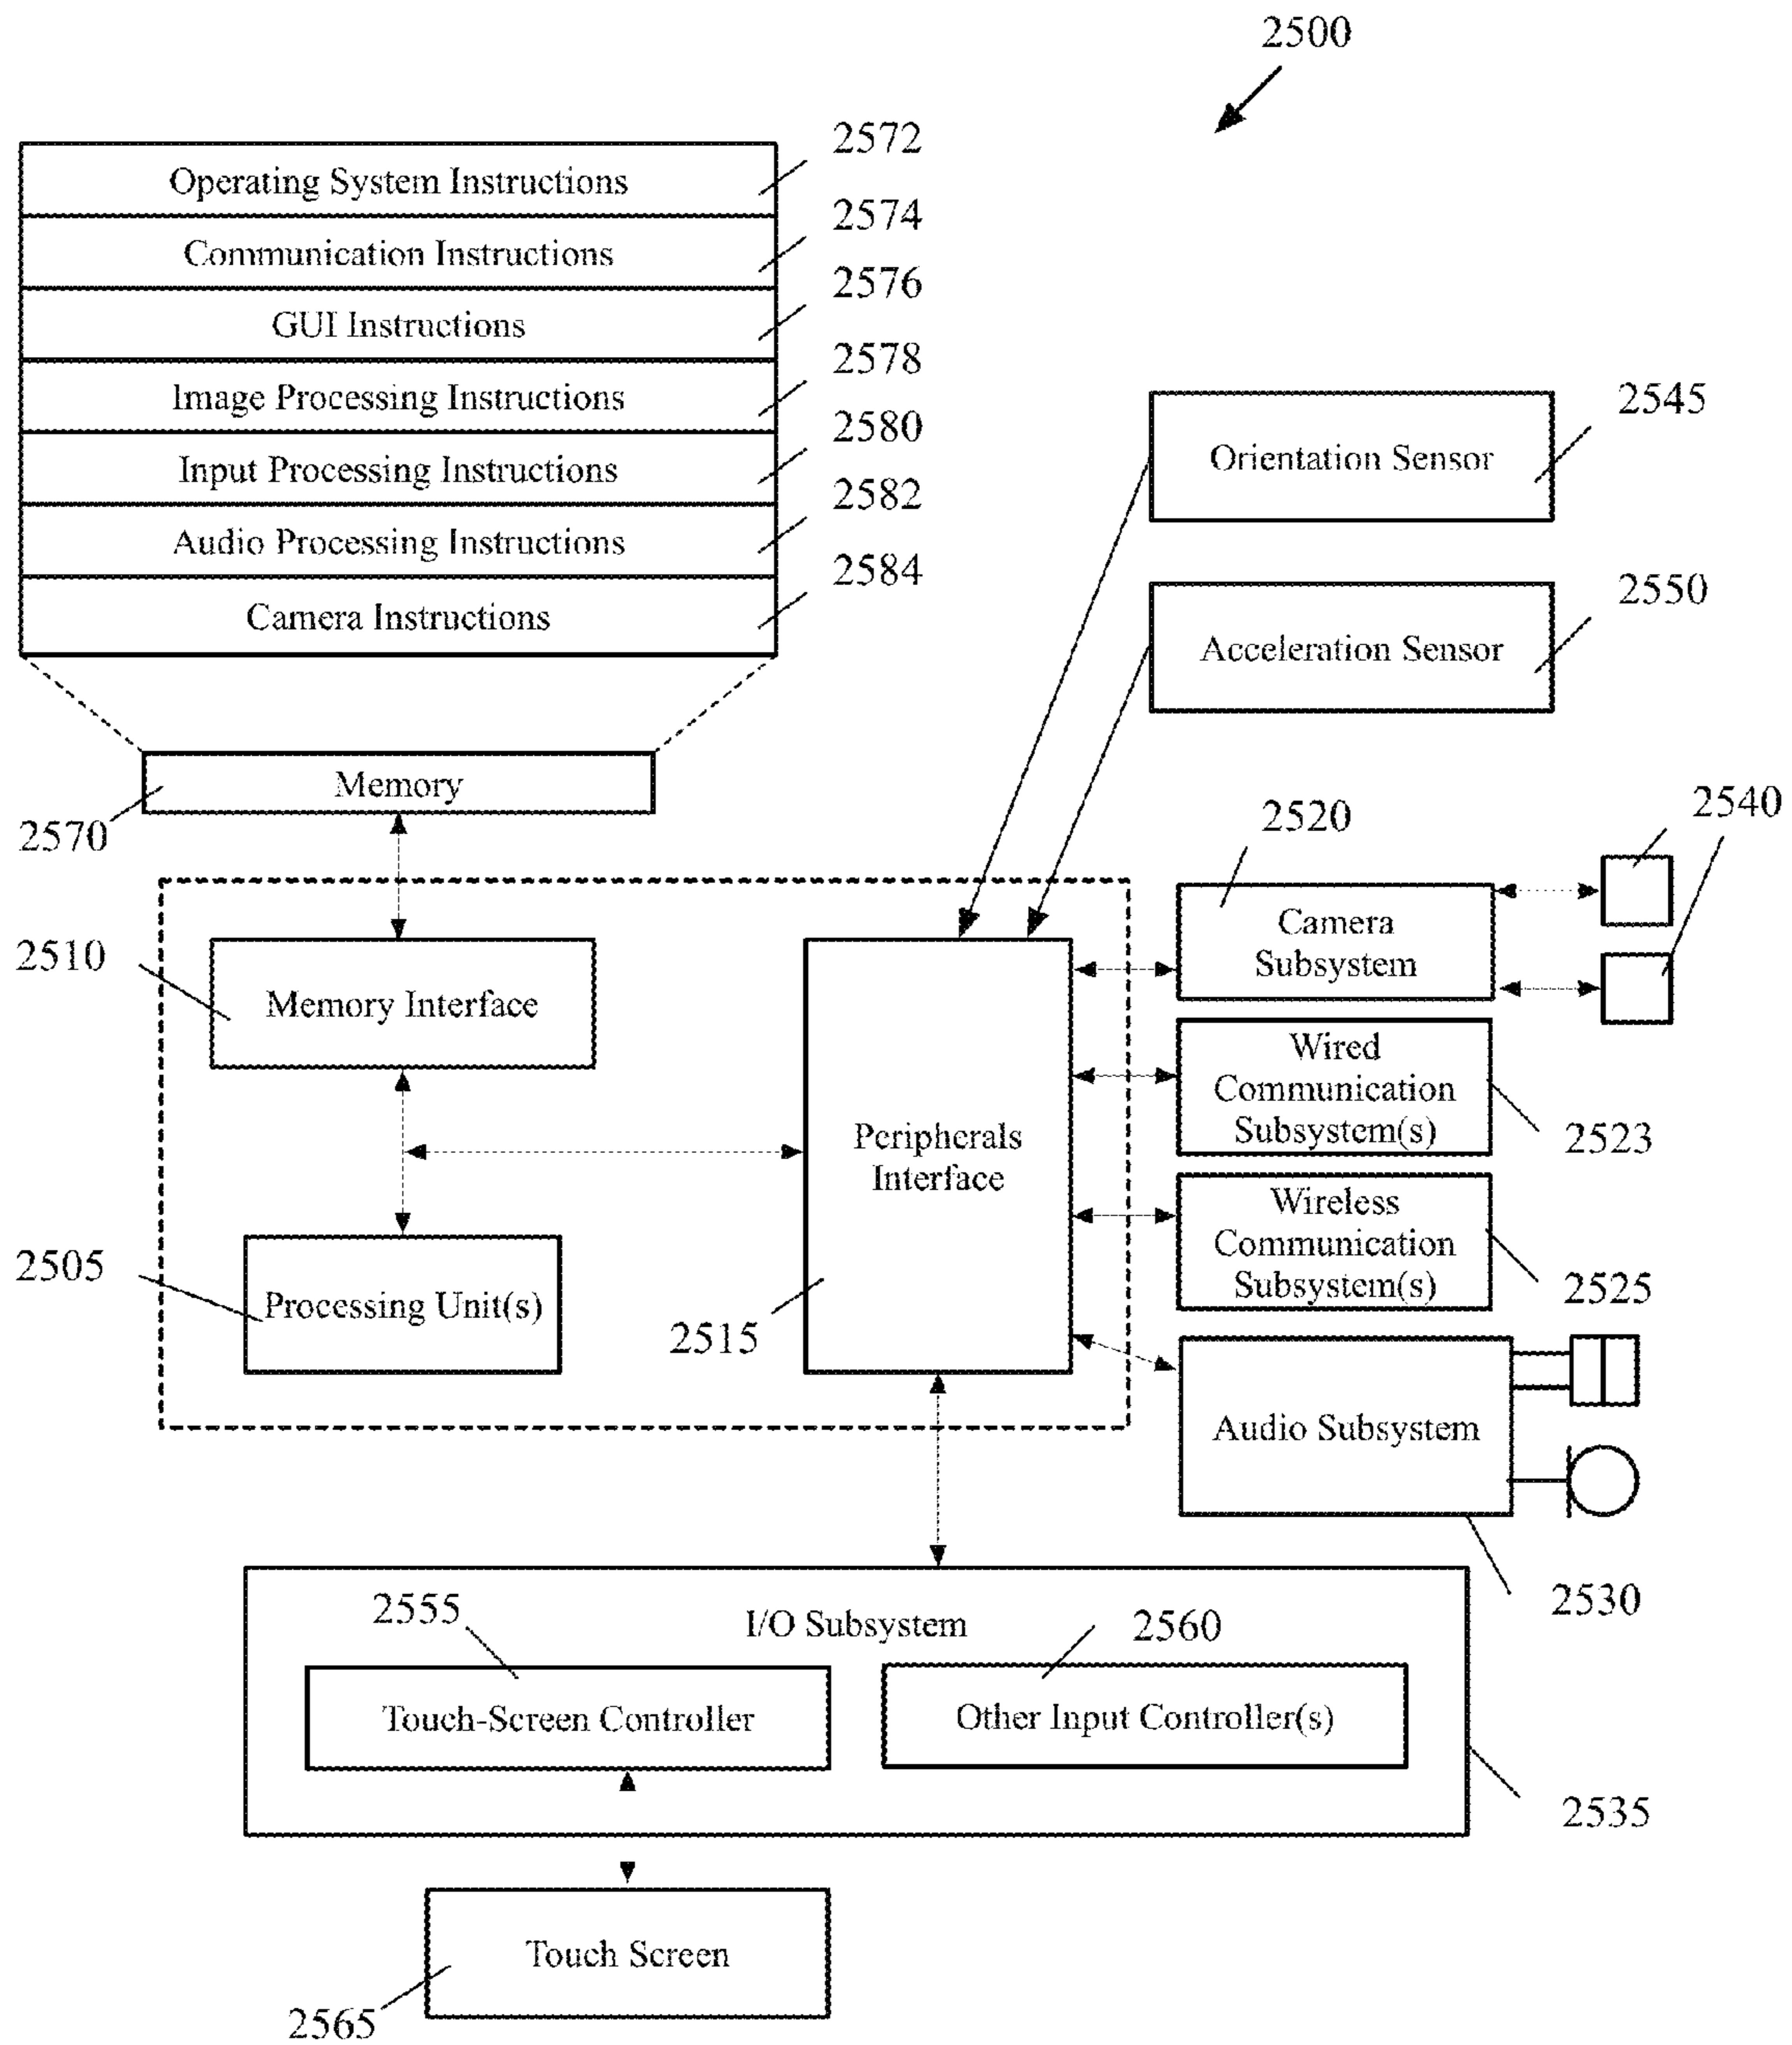 2500
2572
Operating System Instructions
2574
Communication Instructions
2576
GUI Instructions
2578
Image Processing Instructions
2580
Input Processing Instructions
2582
Audio Processing Instructions
2584
Camera Instructions
2545
Orientation Sensor
2550
Acceleration Sensor
Memory
2570
2520
2540
Camera
Subsystem
2510
Memory Interface
Wired
Communication
Subsystem(s)
2523
Peripherals
Interface
Wireless
Communication
Subsystem(s)
2525
2505
Processing Unit(s)
2515
Audio Subsystem
2530
2555
I/O Subsystem
2560
Touch-Screen Controller
Other Input Controller(s)
2535
Touch Screen
2565